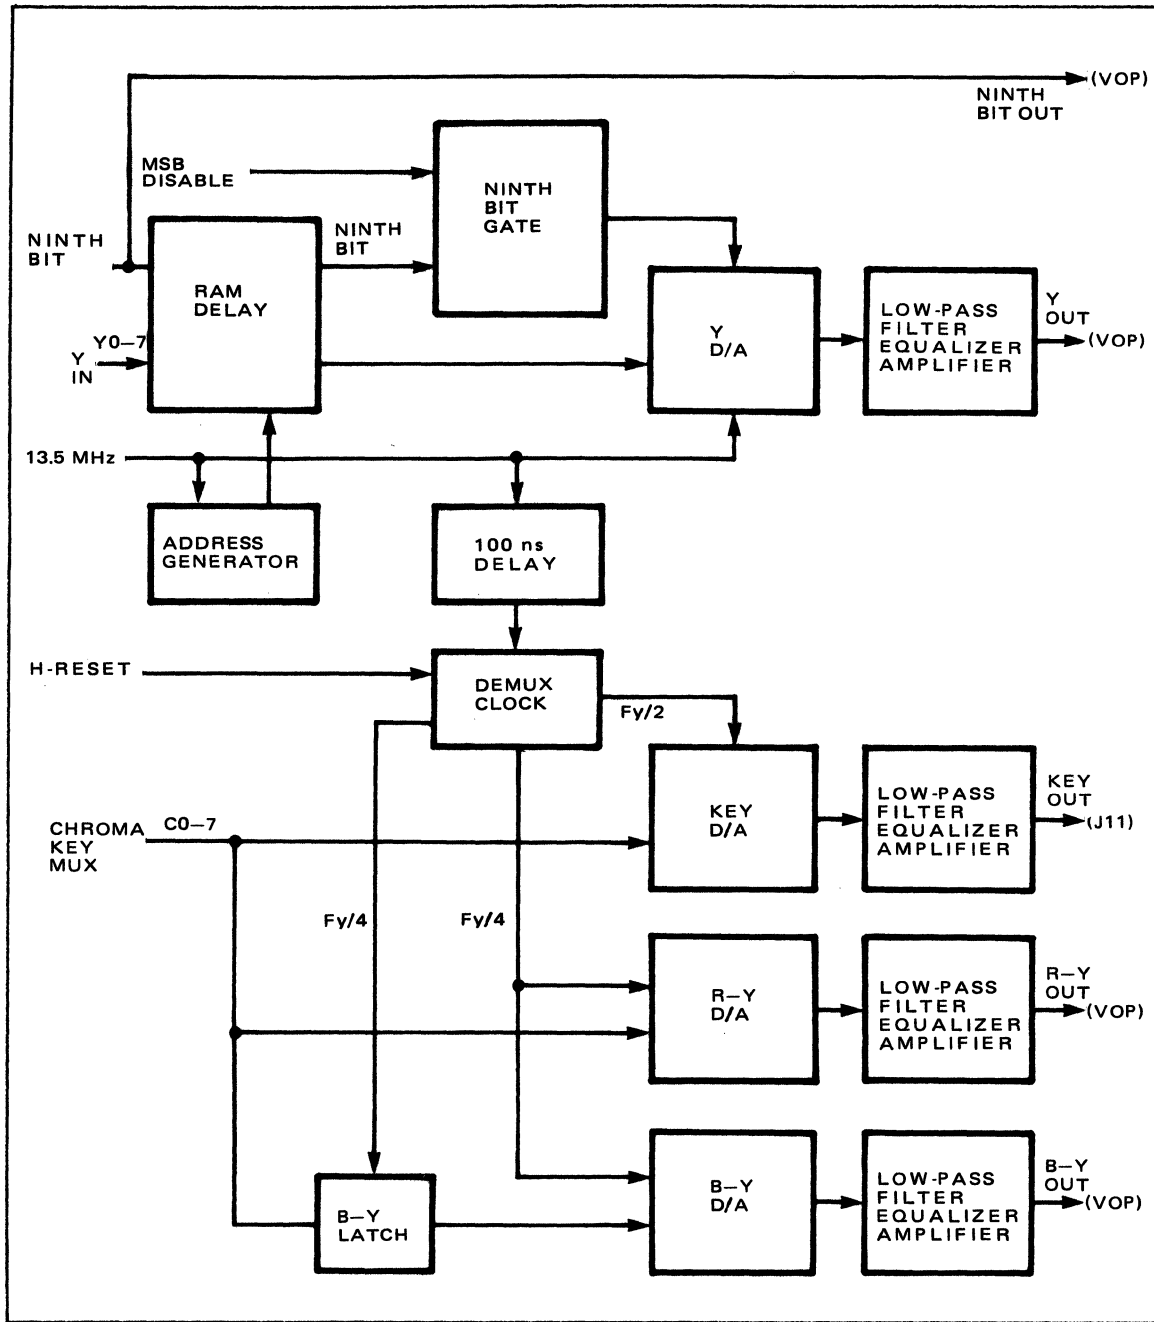 (VOP)
NINTH
BIT OUT
MSB
DISABLE
NINTH
BIT
GATE
NINTH
BIT
NINTH
BIT
RAM
DELAY
Y0–7
Y
IN
Y
D/A
LOW-PASS
FILTER
EQUALIZER
AMPLIFIER
Y
OUT
(VOP)
13.5 MHz
ADDRESS
GENERATOR
100 ns
DELAY
H-RESET
DEMUX
CLOCK
Fy/2
CHROMA
KEY
MUX
C0–7
KEY
D/A
LOW-PASS
FILTER
EQUALIZER
AMPLIFIER
KEY
OUT
(J11)
Fy/4
Fy/4
R–Y
D/A
LOW-PASS
FILTER
EQUALIZER
AMPLIFIER
R–Y
OUT
(VOP)
B–Y
LATCH
B–Y
D/A
LOW-PASS
FILTER
EQUALIZER
AMPLIFIER
B–Y
OUT
(VOP)